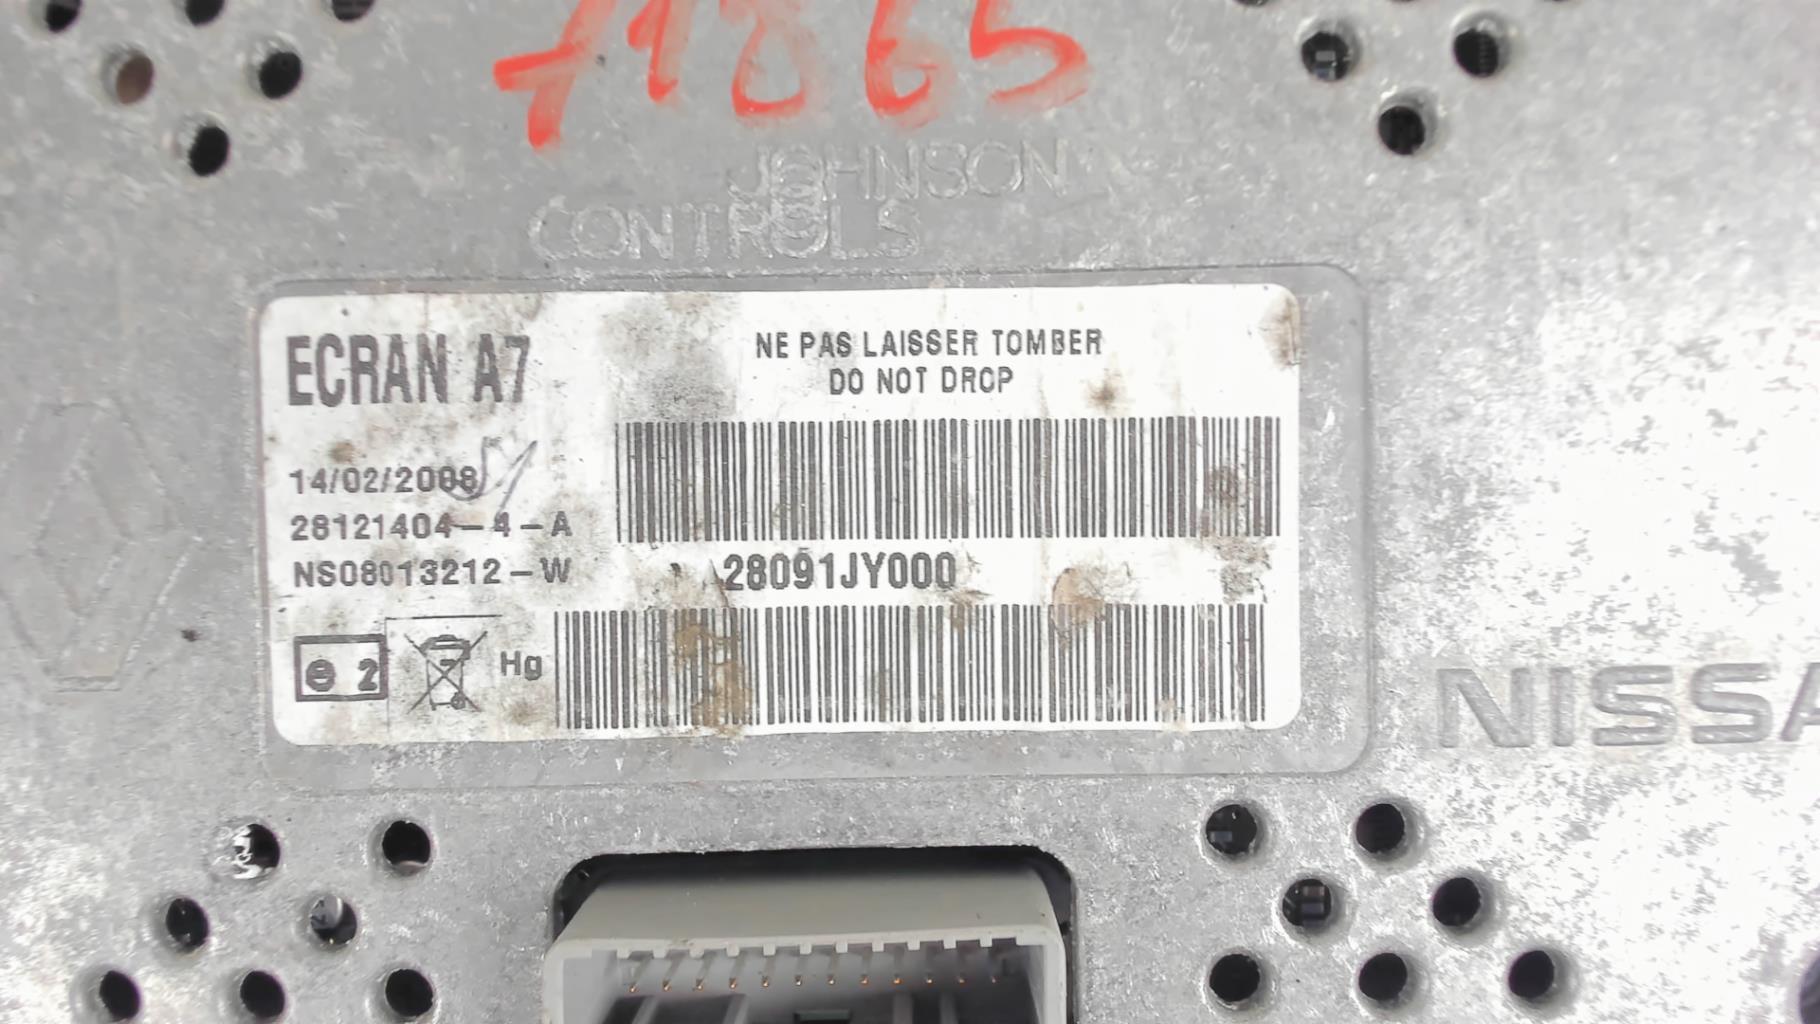 71865
JOHNSON
CONTROLS
ECRAN A7
NE PAS LAISSER TOMBER
DO NOT DROP
14/02/2008
28121404-4-A
NS08013212-W
28091JY000
e 2
Hg
NISSA